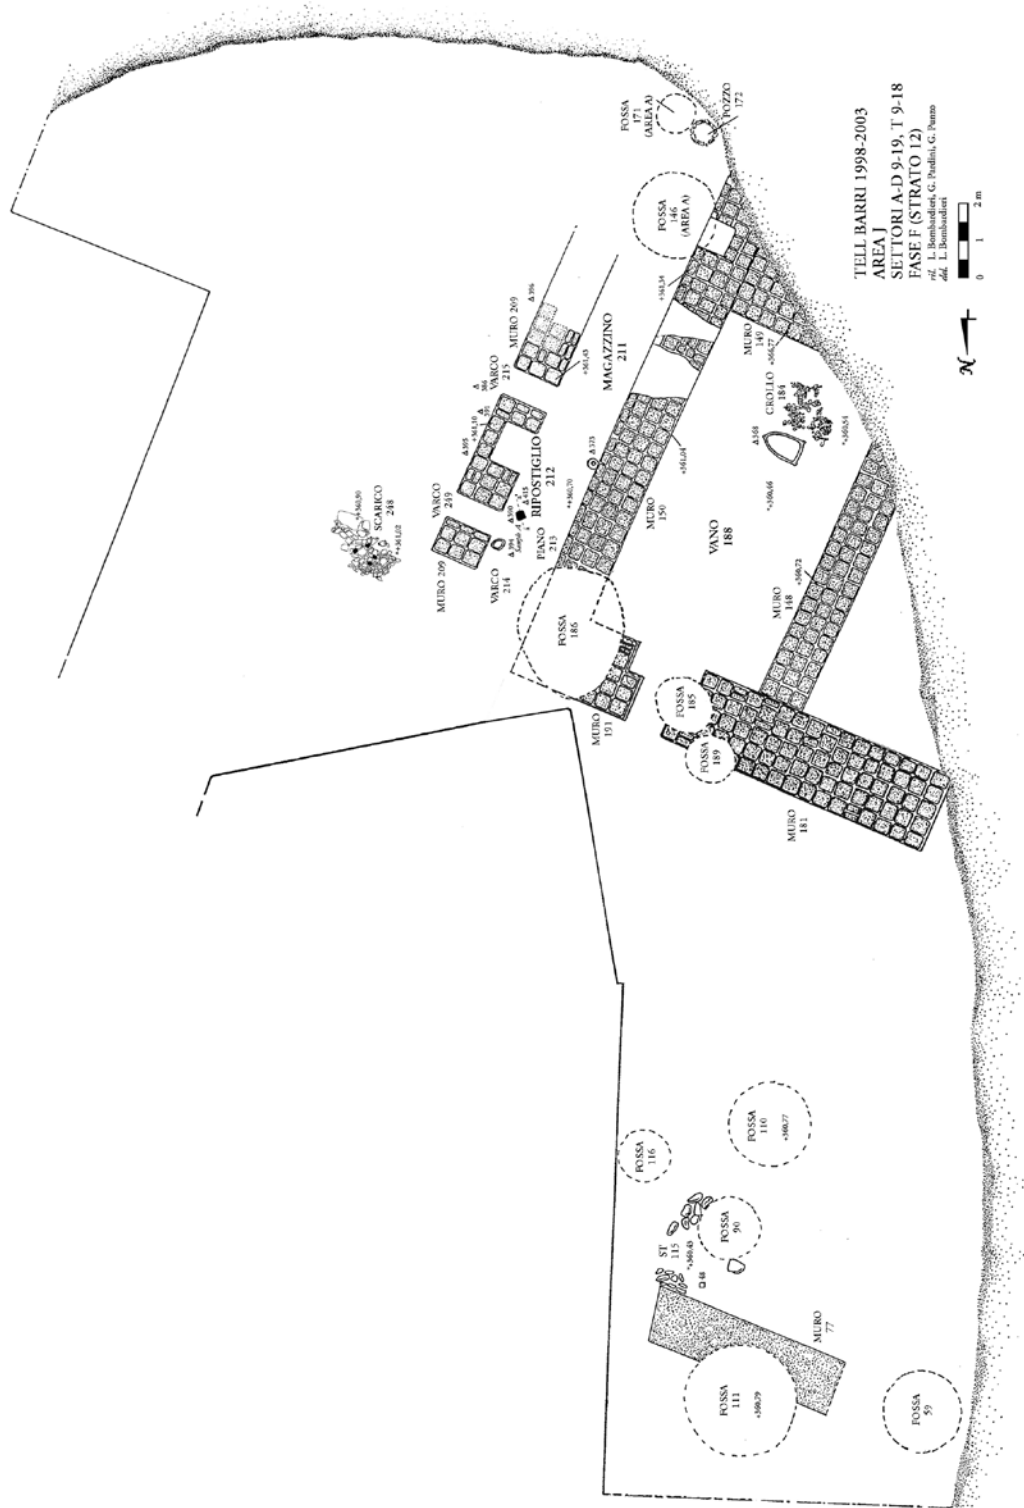 TELL BARRI 1998-2003
AREA J
SETTORI A-D 9-19, T 9-18
FASE F (STRATO 12)
ril. L. Bombardieri, G. Pardini, G. Punzo
del. L. Bombardieri
0 1 2 m
N
FOSSA
171
(AREA A)
POZZO
172
FOSSA
146
(AREA A)
MURO 209
MAGAZZINO
211
VARCO
215
VARCO
249
RIPOSTIGLIO
212
SCARICO
248
MURO 209
VARCO
214
PIANO
213
MURO
150
MURO
149
CROLLO
184
VANO
188
MURO
148
FOSSA
186
MURO
191
FOSSA
185
FOSSA
189
MURO
181
FOSSA
116
FOSSA
110
FOSSA
90
ST
115
MURO
77
FOSSA
111
FOSSA
59